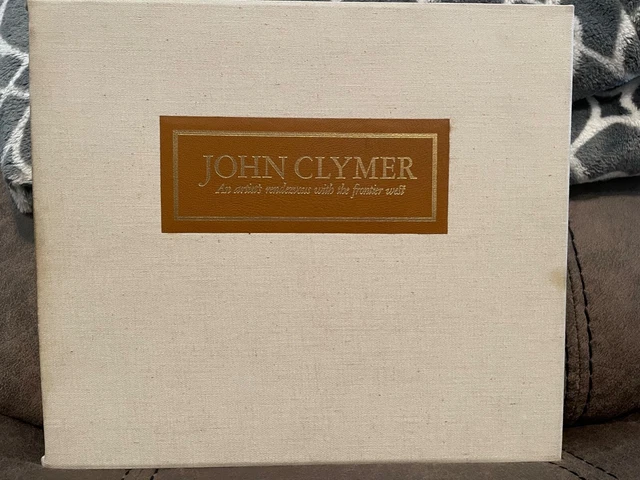 JOHN CLYMER
An artist's rendezvous with the frontier west